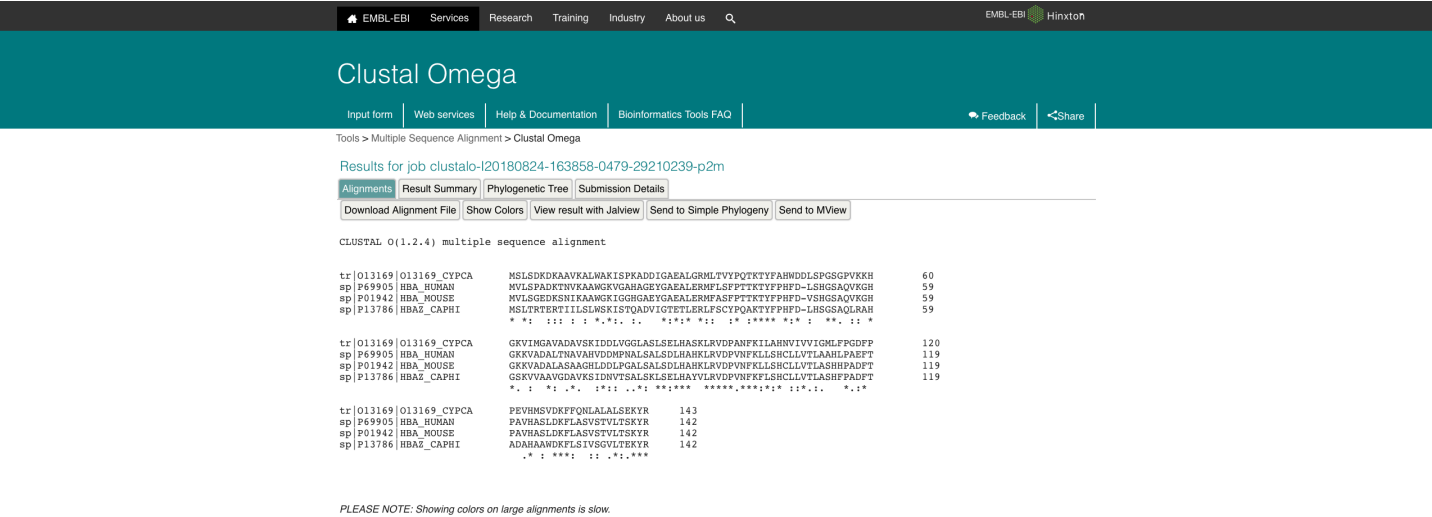 EMBL-EBI Services Research Training Industry About us EMBL-EBI Hinxton
Clustal Omega
Input form Web services Help & Documentation Bioinformatics Tools FAQ Feedback Share
Tools > Multiple Sequence Alignment > Clustal Omega
Results for job clustalo-I20180824-163858-0479-29210239-p2m
Alignments Result Summary Phylogenetic Tree Submission Details
Download Alignment File Show Colors View result with Jalview Send to Simple Phylogeny Send to MView
CLUSTAL O(1.2.4) multiple sequence alignment
tr|O13169|O13169_CYPCA MSLSDKDKAAVKALWAKISPKADDIGAEALGRMLTVYPQTKTYFAHWDDLSPGSGPVKKH 60
sp|P69905|HBA_HUMAN MVLSPADKTNVKAAWGKVGAHAGEYGAEALERMFLSFPTTKTYFPHFD-LSHGSAQVKGH 59
sp|P01942|HBA_MOUSE MVLSGEDKSNIKAAWGKIGGHGAEYGAEALERMFASFPTTKTYFPHFD-VSHGSAQVKGH 59
sp|P13786|HBAZ_CAPHI MSLTRTERTIILSLWSKISTQADVIGTETLERLFSCYPQAKTYFPHFD-LHSGSAQLRAH 59
* *: ::: : : *.*:. :. *:*:* *:: :* :**** *:* : **. :: *
tr|O13169|O13169_CYPCA GKVIMGAVADAVSKIDDLVGGLASLSELHASKLRVDPANFKILAHNVIVVIGMLFPGDFP 120
sp|P69905|HBA_HUMAN GKKVADALTNAVAHVDDMPNALSALSDLHAHKLRVDPVNFKLLSHCLLVTLAAHLPAEFT 119
sp|P01942|HBA_MOUSE GKKVADALASAAGHLDDLPGALSALSDLHAHKLRVDPVNFKLLSHCLLVTLASHHPADFT 119
sp|P13786|HBAZ_CAPHI GSKVVAAVGDAVKSIDNVTSALSKLSELHAYVLRVDPVNFKFLSHCLLVTLASHFPADFT 119
*. : *: .*. :*:: ..*: **:*** *****.***:*:* ::*.:. *.:*
tr|O13169|O13169_CYPCA PEVHMSVDKFFQNLALALSEKYR 143
sp|P69905|HBA_HUMAN PAVHASLDKFLASVSTVLTSKYR 142
sp|P01942|HBA_MOUSE PAVHASLDKFLASVSTVLTSKYR 142
sp|P13786|HBAZ_CAPHI ADAHAAWDKFLSIVSGVLTEKYR 142
.* : ***: :: .*:.***
PLEASE NOTE: Showing colors on large alignments is slow.